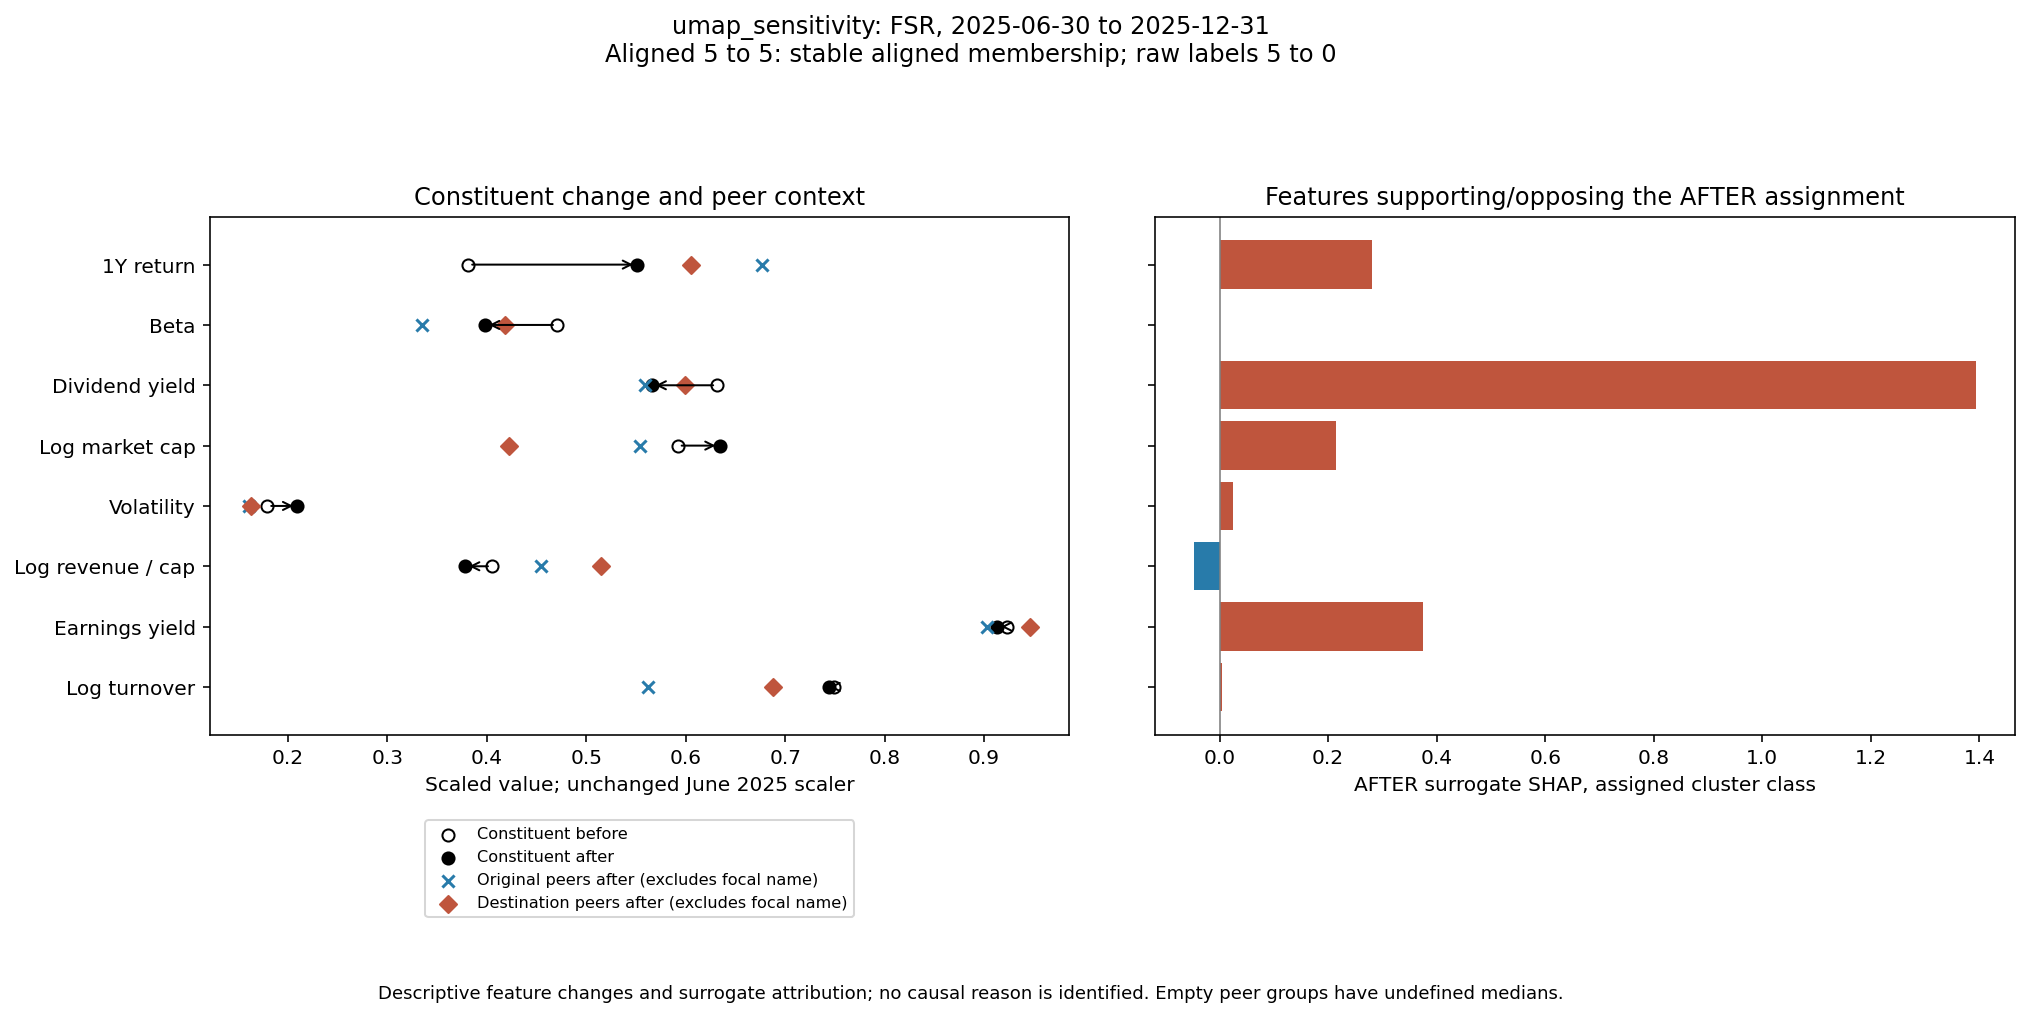 umap_sensitivity: FSR, 2025-06-30 to 2025-12-31
Aligned 5 to 5: stable aligned membership; raw labels 5 to 0
Constituent change and peer context
1Y return
Beta
Dividend yield
Log market cap
Volatility
Log revenue / cap
Earnings yield
Log turnover
0.2 0.3 0.4 0.5 0.6 0.7 0.8 0.9
Scaled value; unchanged June 2025 scaler
Constituent before
Constituent after
Original peers after (excludes focal name)
Destination peers after (excludes focal name)
Features supporting/opposing the AFTER assignment
0.0 0.2 0.4 0.6 0.8 1.0 1.2 1.4
AFTER surrogate SHAP, assigned cluster class
Descriptive feature changes and surrogate attribution; no causal reason is identified. Empty peer groups have undefined medians.